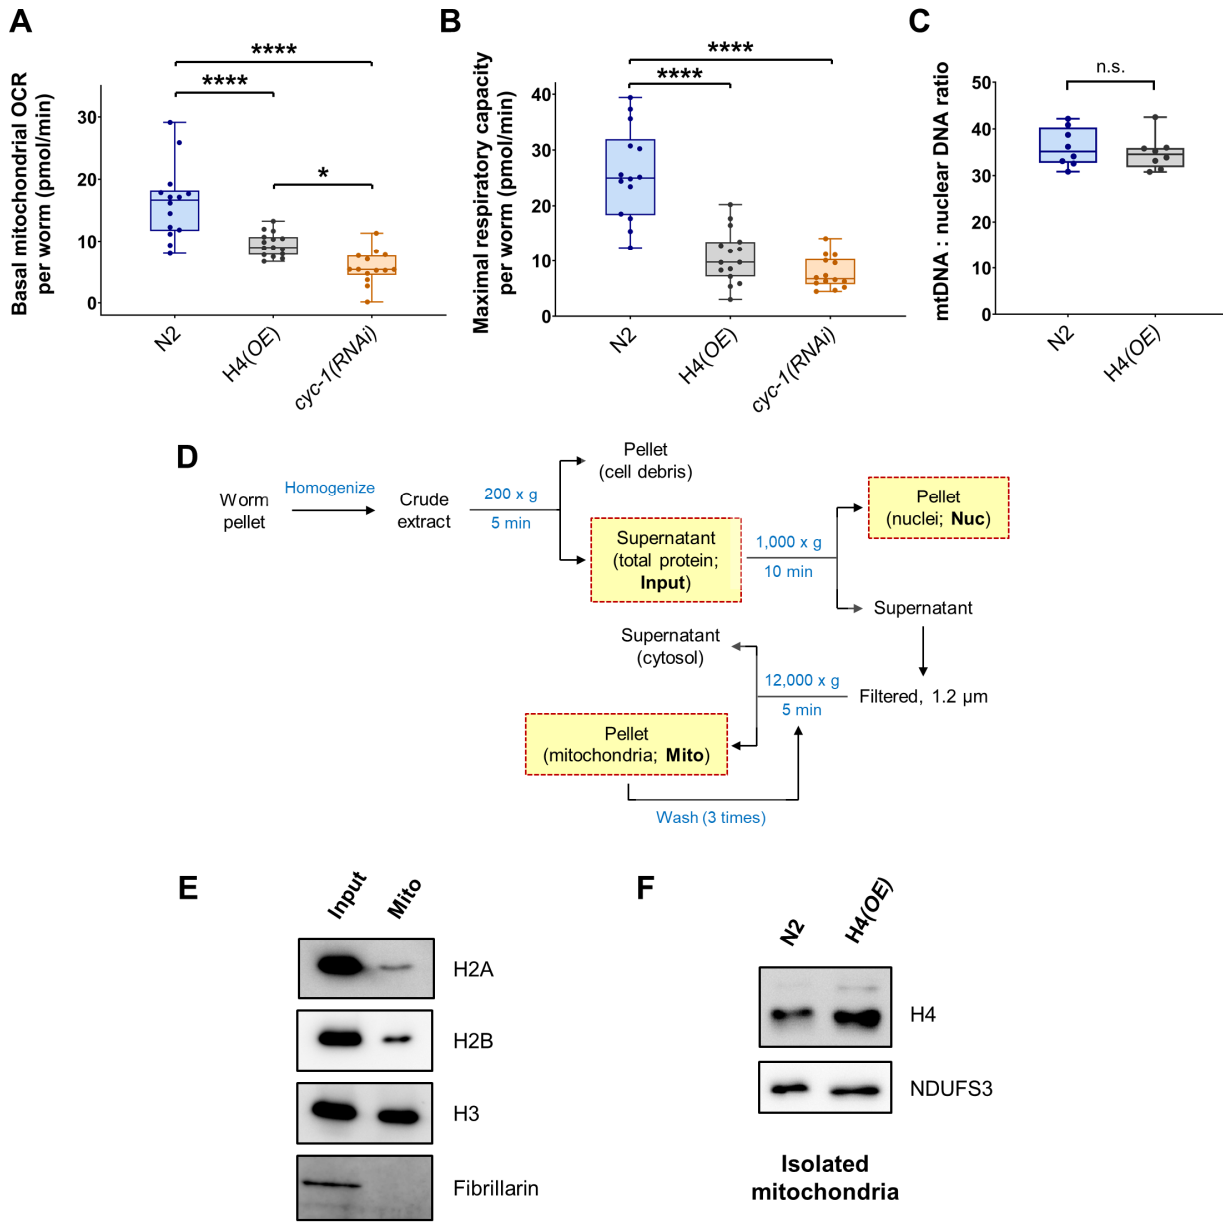 A
Basal mitochondrial OCR
per worm (pmol/min)
****
****
*
30
20
10
0
N2
H4(OE)
cyc-1(RNAi)
B
Maximal respiratory capacity
per worm (pmol/min)
****
****
40
30
20
10
0
N2
H4(OE)
cyc-1(RNAi)
C
mtDNA : nuclear DNA ratio
n.s.
50
40
30
20
10
0
N2
H4(OE)
D
Worm
pellet
Homogenize
Crude
extract
200 x g
5 min
Pellet
(cell debris)
Supernatant
(total protein;
Input)
1,000 x g
10 min
Pellet
(nuclei; Nuc)
Supernatant
Filtered, 1.2 µm
12,000 x g
5 min
Supernatant
(cytosol)
Pellet
(mitochondria; Mito)
Wash (3 times)
E
Input
Mito
H2A
H2B
H3
Fibrillarin
F
N2
H4(OE)
H4
NDUFS3
Isolated
mitochondria